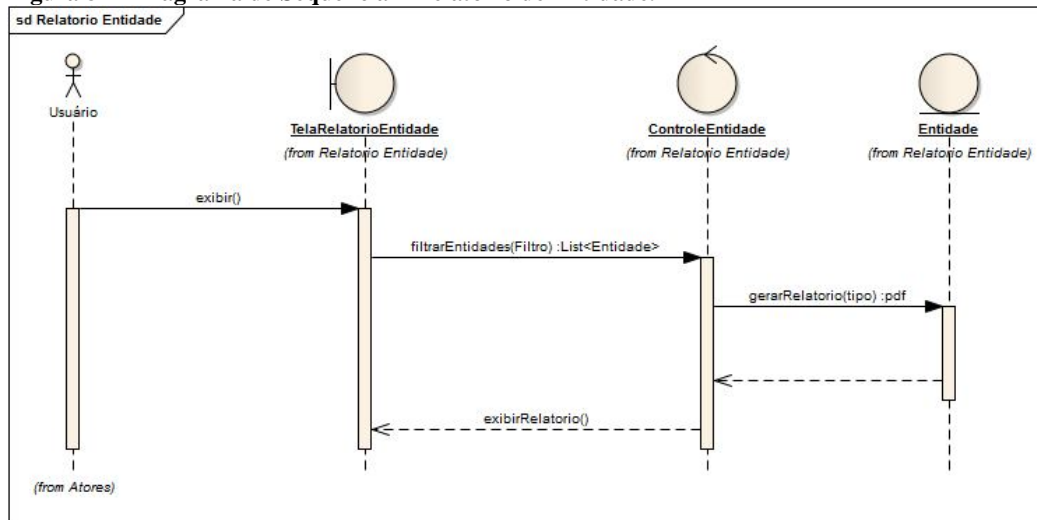 sd Relatorio Entidade
Usuário
TelaRelatorioEntidade
(from Relatorio Entidade)
ControleEntidade
(from Relatorio Entidade)
Entidade
(from Relatorio Entidade)
exibir()
filtrarEntidades(Filtro) :List<Entidade>
gerarRelatorio(tipo) :pdf
exibirRelatorio()
(from Atores)